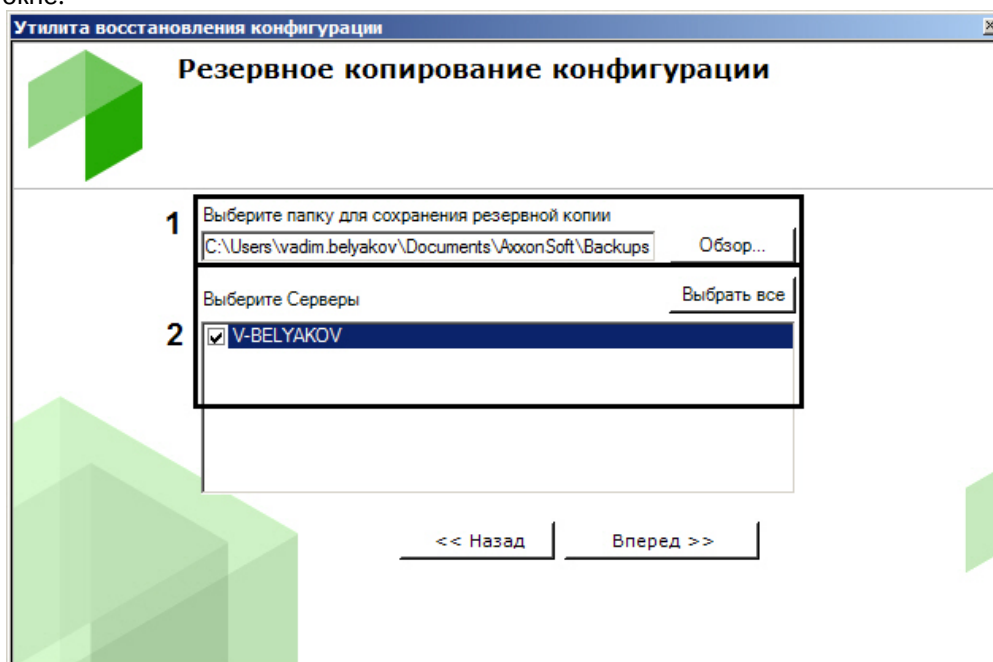 окне.
Утилита восстановления конфигурации
Резервное копирование конфигурации
1
Выберите папку для сохранения резервной копии
C:\Users\vadim.belyakov\Documents\AxxonSoft\Backups
Обзор...
Выберите Серверы
Выбрать все
2
V-BELYAKOV
<< Назад
Вперед >>